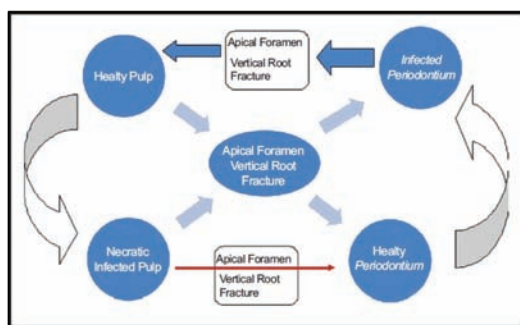 Apical Foramen
Vertical Root
Fracture
Healty Pulp
Infected
Periodontium
Apical Foramen
Vertical Root
Fracture
Necratic
Infected Pulp
Apical Foramen
Vertical Root
Fracture
Healty
Periodontium